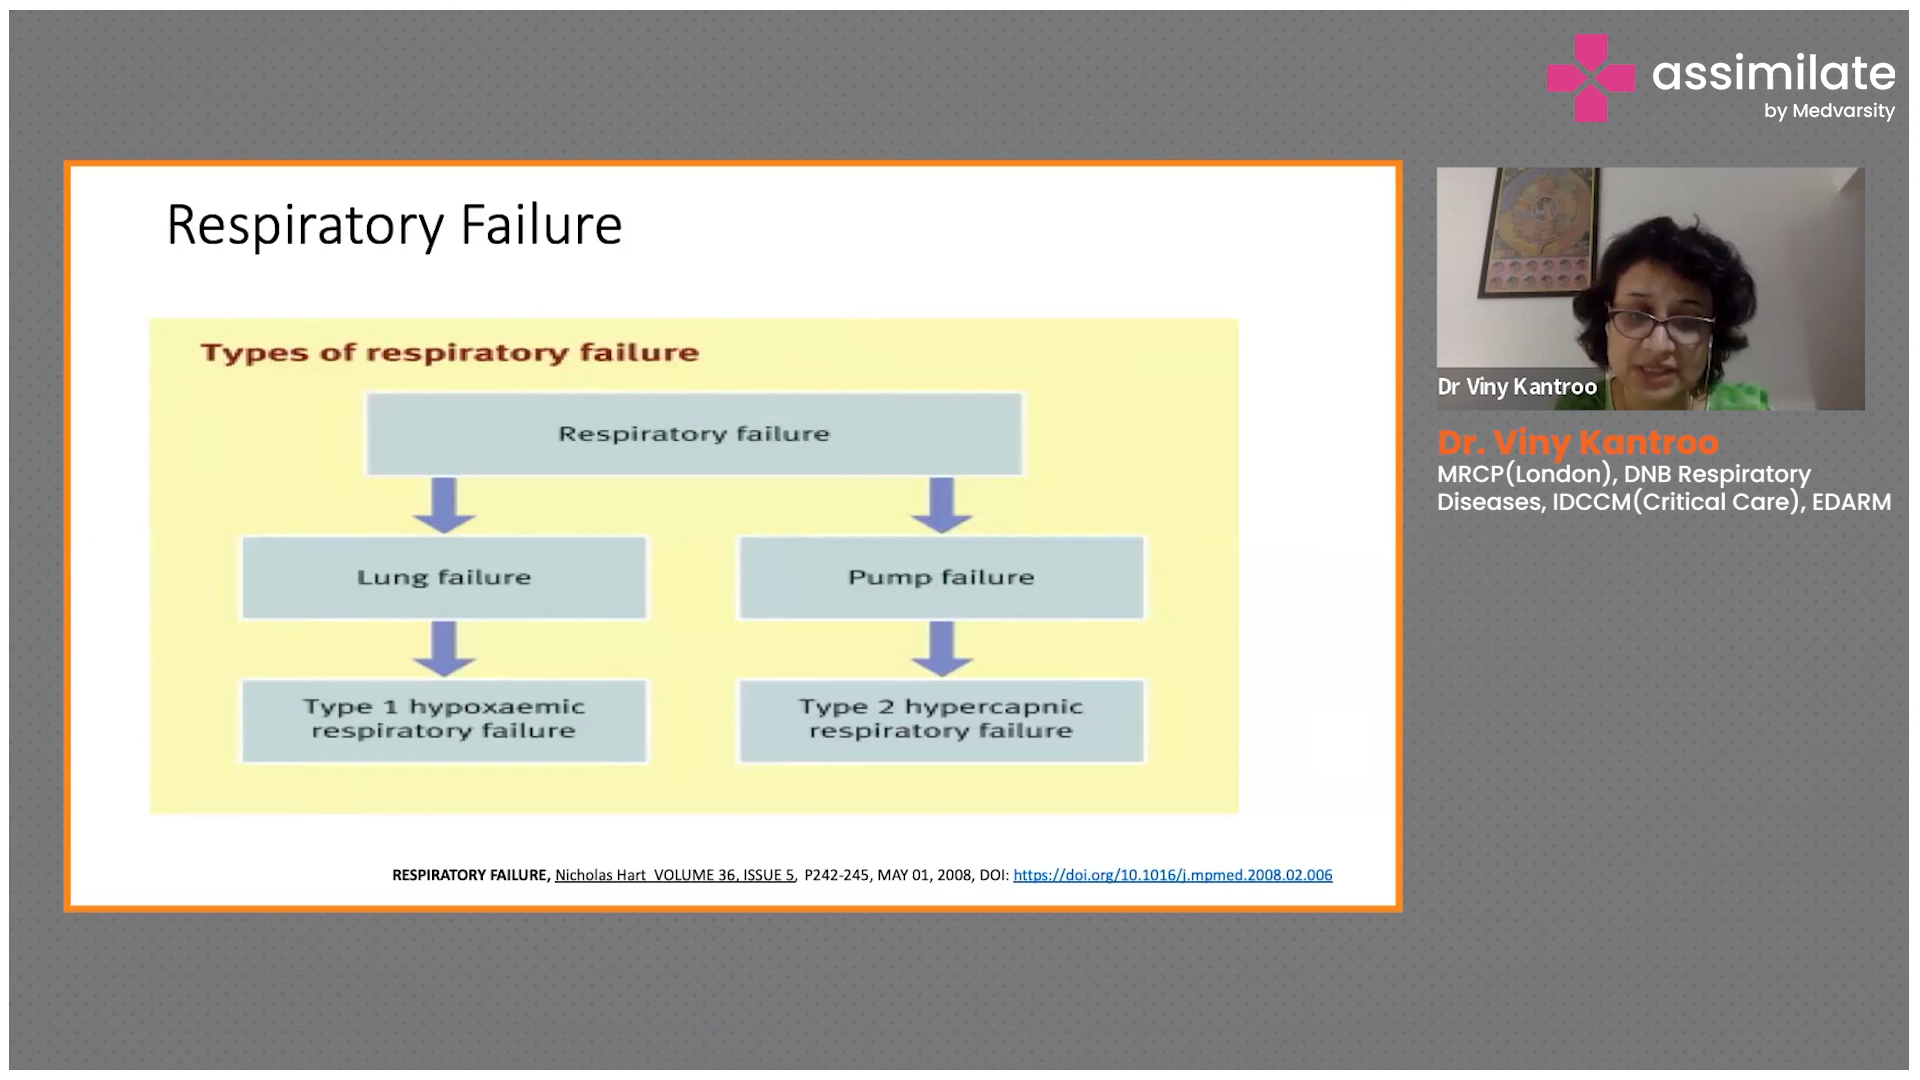 assimilate
by Medvarsity
Respiratory Failure
Types of respiratory failure
Respiratory failure
Lung failure
Pump failure
Type 1 hypoxaemic
respiratory failure
Type 2 hypercapnic
respiratory failure
RESPIRATORY FAILURE, Nicholas Hart VOLUME 36, ISSUE 5, P242-245, MAY 01, 2008, DOI: https://doi.org/10.1016/j.mpmed.2008.02.006
Dr Viny Kantroo
Dr. Viny Kantroo
MRCP(London), DNB Respiratory
Diseases, IDCCM(Critical Care), EDARM